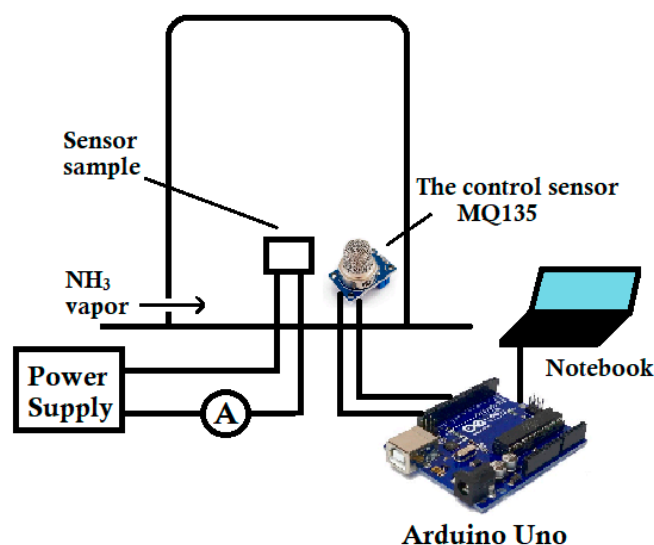 Sensor
sample
The control sensor
MQ135
NH₃
vapor
Power
Supply
A
Notebook
Arduino Uno